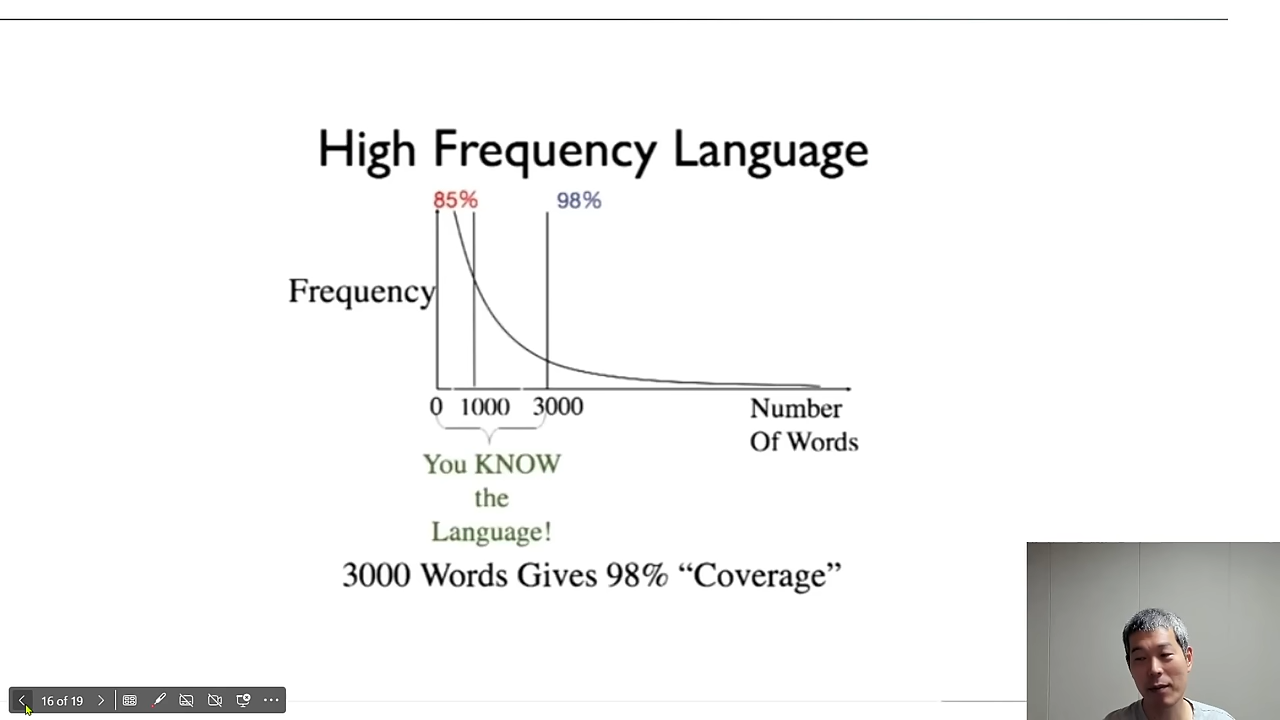 High Frequency Language
85%
98%
Frequency
0
1000
3000
Number
Of Words
You KNOW
the
Language!
3000 Words Gives 98% “Coverage”
16 of 19